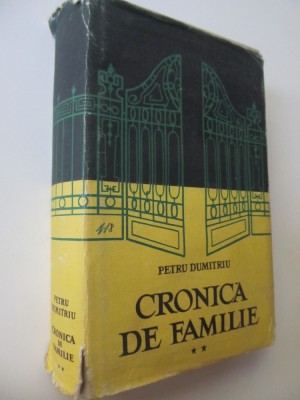 PETRU DUMITRIU
CRONICA
DE FAMILIE
**
PETRU
DUMITRIU
CRONICA
DE
FAMILIE
**